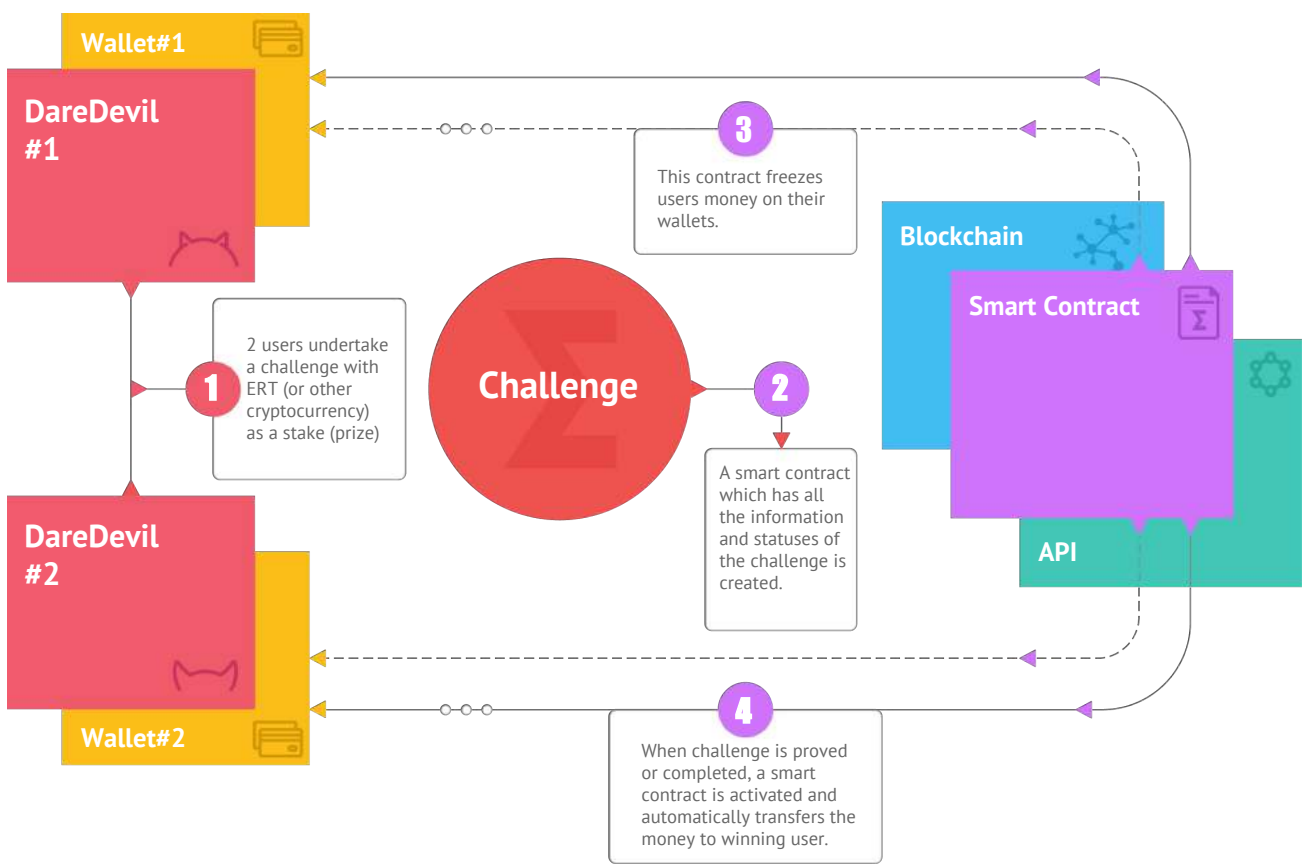 Wallet#1
DareDevil
#1
3
This contract freezes
users money on their
wallets.
Blockchain
Smart Contract
API
1
2 users undertake
a challenge with
ERT (or other
cryptocurrency)
as a stake (prize)
Challenge
2
A smart contract
which has all
the information
and statuses of
the challenge is
created.
DareDevil
#2
Wallet#2
4
When challenge is proved
or completed, a smart
contract is activated and
automatically transfers the
money to winning user.